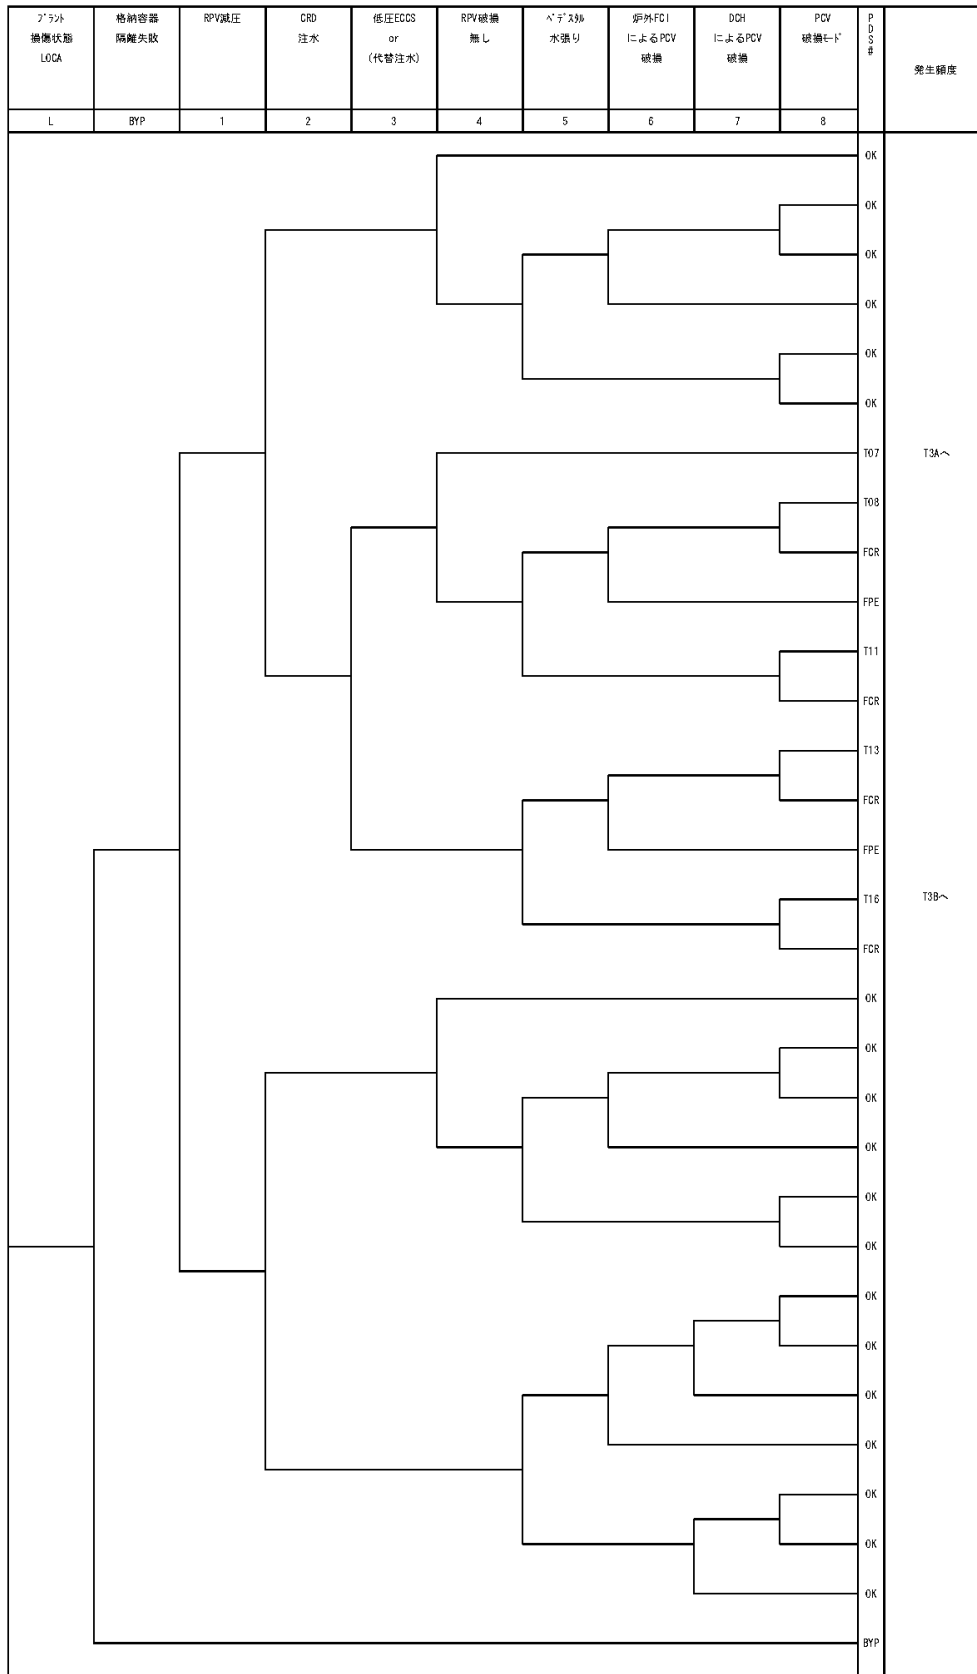 プラント
損傷状態
LOCA
格納容器
隔離失敗
RPV減圧
CRD
注水
低圧ECCS
or
(代替注水)
RPV破損
無し
ペデスタル
水張り
炉外FCI
によるPCV
破損
DCH
によるPCV
破損
PCV
破損モード
PDS#
発生頻度
L
BYP
1
2
3
4
5
6
7
8
OK
OK
OK
OK
OK
OK
T07 T3Aへ
T08
FCR
FPE
T11
FCR
T13
FCR
FPE
T16 T3Bへ
FCR
OK
OK
OK
OK
OK
OK
OK
OK
OK
OK
OK
OK
OK
BYP